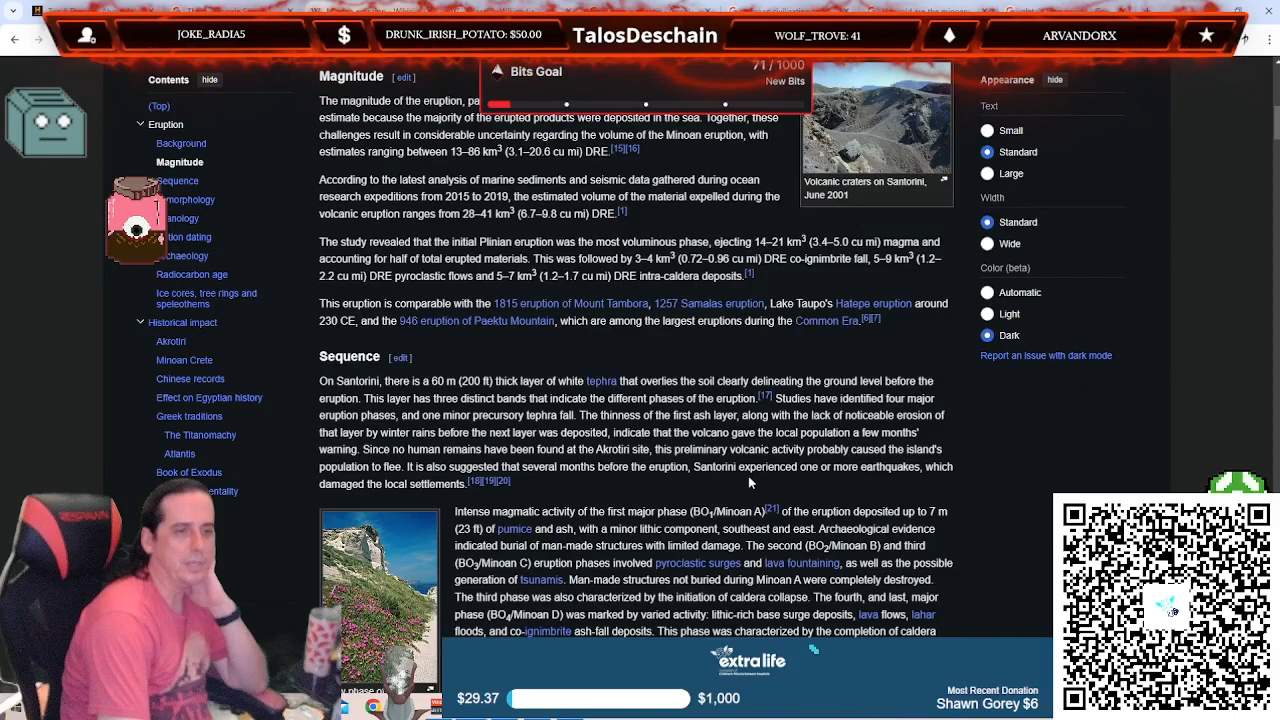 JOKE_RADIA5
DRUNK_IRISH_POTATO: $50.00
TalosDeschain
WOLF_TROVE: 41
ARVANDORX
Bits Goal
71 / 1000
New Bits
Contents hide
(Top)
Eruption
Background
Magnitude
Sequence
morphology
anology
tion dating
chaeology
Radiocarbon age
Ice cores, tree rings and
speleothems
Historical impact
Akrotiri
Minoan Crete
Chinese records
Effect on Egyptian history
Greek traditions
The Titanomachy
Atlantis
Book of Exodus
entality
Magnitude [ edit ]
The magnitude of the eruption, pa
estimate because the majority of the erupted products were deposited in the sea. Together, these
challenges result in considerable uncertainty regarding the volume of the Minoan eruption, with
estimates ranging between 13–86 km³ (3.1–20.6 cu mi) DRE.[15][16]
According to the latest analysis of marine sediments and seismic data gathered during ocean
research expeditions from 2015 to 2019, the estimated volume of the material expelled during the
volcanic eruption ranges from 28–41 km³ (6.7–9.8 cu mi) DRE.[1]
The study revealed that the initial Plinian eruption was the most voluminous phase, ejecting 14–21 km³ (3.4–5.0 cu mi) magma and
accounting for half of total erupted materials. This was followed by 3–4 km³ (0.72–0.96 cu mi) DRE co-ignimbrite fall, 5–9 km³ (1.2–
2.2 cu mi) DRE pyroclastic flows and 5–7 km³ (1.2–1.7 cu mi) DRE intra-caldera deposits.[1]
This eruption is comparable with the 1815 eruption of Mount Tambora, 1257 Samalas eruption, Lake Taupo's Hatepe eruption around
230 CE, and the 946 eruption of Paektu Mountain, which are among the largest eruptions during the Common Era.[6][7]
Sequence [ edit ]
On Santorini, there is a 60 m (200 ft) thick layer of white tephra that overlies the soil clearly delineating the ground level before the
eruption. This layer has three distinct bands that indicate the different phases of the eruption.[17] Studies have identified four major
eruption phases, and one minor precursory tephra fall. The thinness of the first ash layer, along with the lack of noticeable erosion of
that layer by winter rains before the next layer was deposited, indicate that the volcano gave the local population a few months'
warning. Since no human remains have been found at the Akrotiri site, this preliminary volcanic activity probably caused the island's
population to flee. It is also suggested that several months before the eruption, Santorini experienced one or more earthquakes, which
damaged the local settlements.[18][19][20]
Intense magmatic activity of the first major phase (BO₁/Minoan A)[21] of the eruption deposited up to 7 m
(23 ft) of pumice and ash, with a minor lithic component, southeast and east. Archaeological evidence
indicated burial of man-made structures with limited damage. The second (BO₂/Minoan B) and third
(BO₃/Minoan C) eruption phases involved pyroclastic surges and lava fountaining, as well as the possible
generation of tsunamis. Man-made structures not buried during Minoan A were completely destroyed.
The third phase was also characterized by the initiation of caldera collapse. The fourth, and last, major
phase (BO₄/Minoan D) was marked by varied activity: lithic-rich base surge deposits, lava flows, lahar
floods, and co-ignimbrite ash-fall deposits. This phase was characterized by the completion of caldera
Volcanic craters on Santorini,
June 2001
Appearance hide
Text
Small
Standard
Large
Width
Standard
Wide
Color (beta)
Automatic
Light
Dark
Report an issue with dark mode
extralife
$29.37
$1,000
Most Recent Donation
Shawn Gorey $6